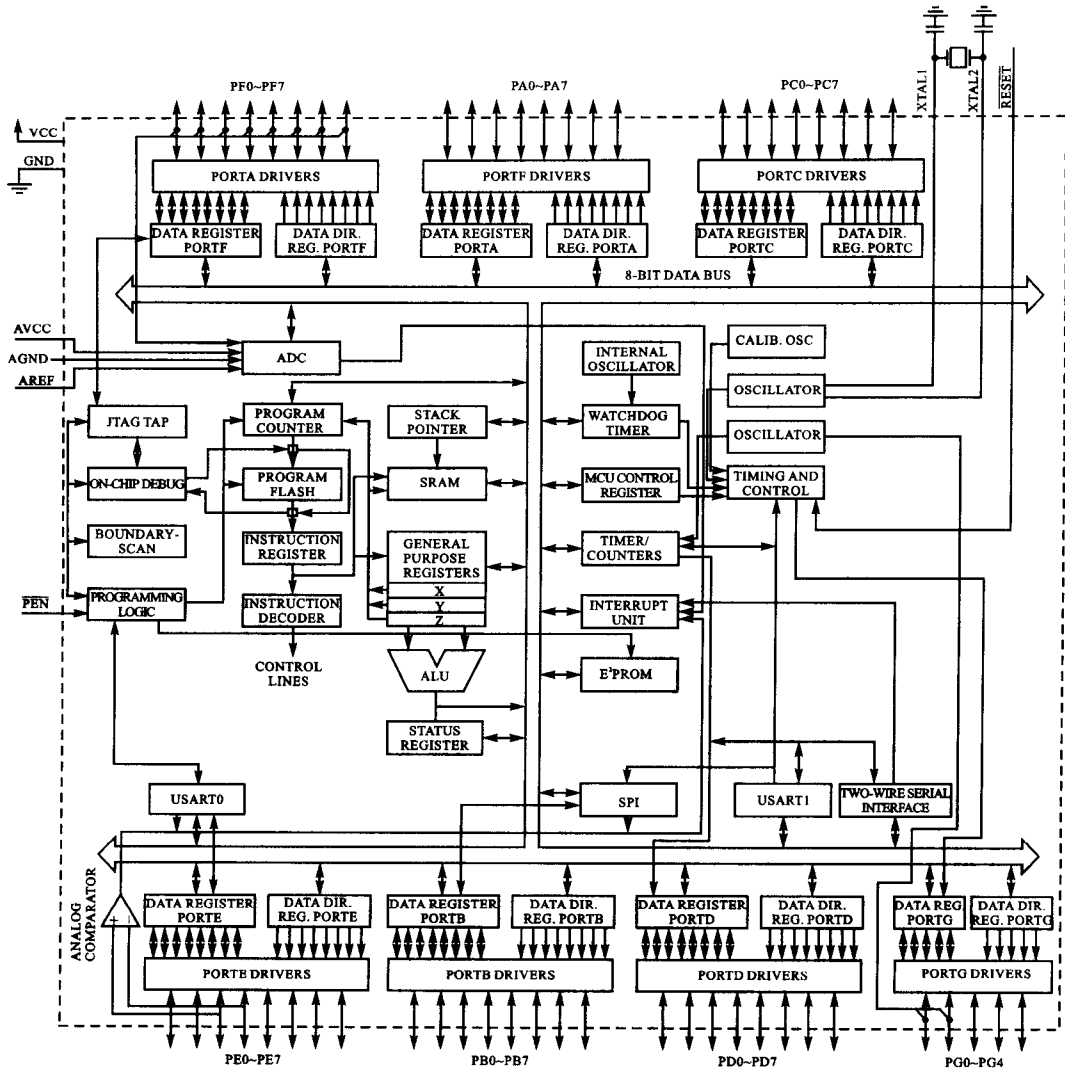 XTAL1
XTAL2
RESET
PF0~PF7
PA0~PA7
PC0~PC7
VCC
GND
PORTA DRIVERS
PORTF DRIVERS
PORTC DRIVERS
DATA REGISTER
PORTF
DATA DIR.
REG. PORTF
DATA REGISTER
PORTA
DATA DIR.
REG. PORTA
DATA REGISTER
PORTC
DATA DIR.
REG. PORTC
8-BIT DATA BUS
AVCC
AGND
AREF
ADC
INTERNAL
OSCILLATOR
CALIB. OSC
OSCILLATOR
JTAG TAP
PROGRAM
COUNTER
STACK
POINTER
WATCHDOG
TIMER
OSCILLATOR
ON-CHIP DEBUG
PROGRAM
FLASH
SRAM
MCU CONTROL
REGISTER
TIMING AND
CONTROL
BOUNDARY-
SCAN
INSTRUCTION
REGISTER
GENERAL
PURPOSE
REGISTERS
X
Y
Z
TIMER/
COUNTERS
PEN
PROGRAMMING
LOGIC
INSTRUCTION
DECODER
INTERRUPT
UNIT
CONTROL
LINES
ALU
E²PROM
STATUS
REGISTER
USART0
SPI
USART1
TWO-WIRE SERIAL
INTERFACE
ANALOG
COMPARATOR
+
−
DATA REGISTER
PORTE
DATA DIR.
REG. PORTE
DATA REGISTER
PORTB
DATA DIR.
REG. PORTB
DATA REGISTER
PORTD
DATA DIR.
REG. PORTD
DATA REG.
PORTG
DATA DIR.
REG. PORTG
PORTE DRIVERS
PORTB DRIVERS
PORTD DRIVERS
PORTG DRIVERS
PE0~PE7
PB0~PB7
PD0~PD7
PG0~PG4